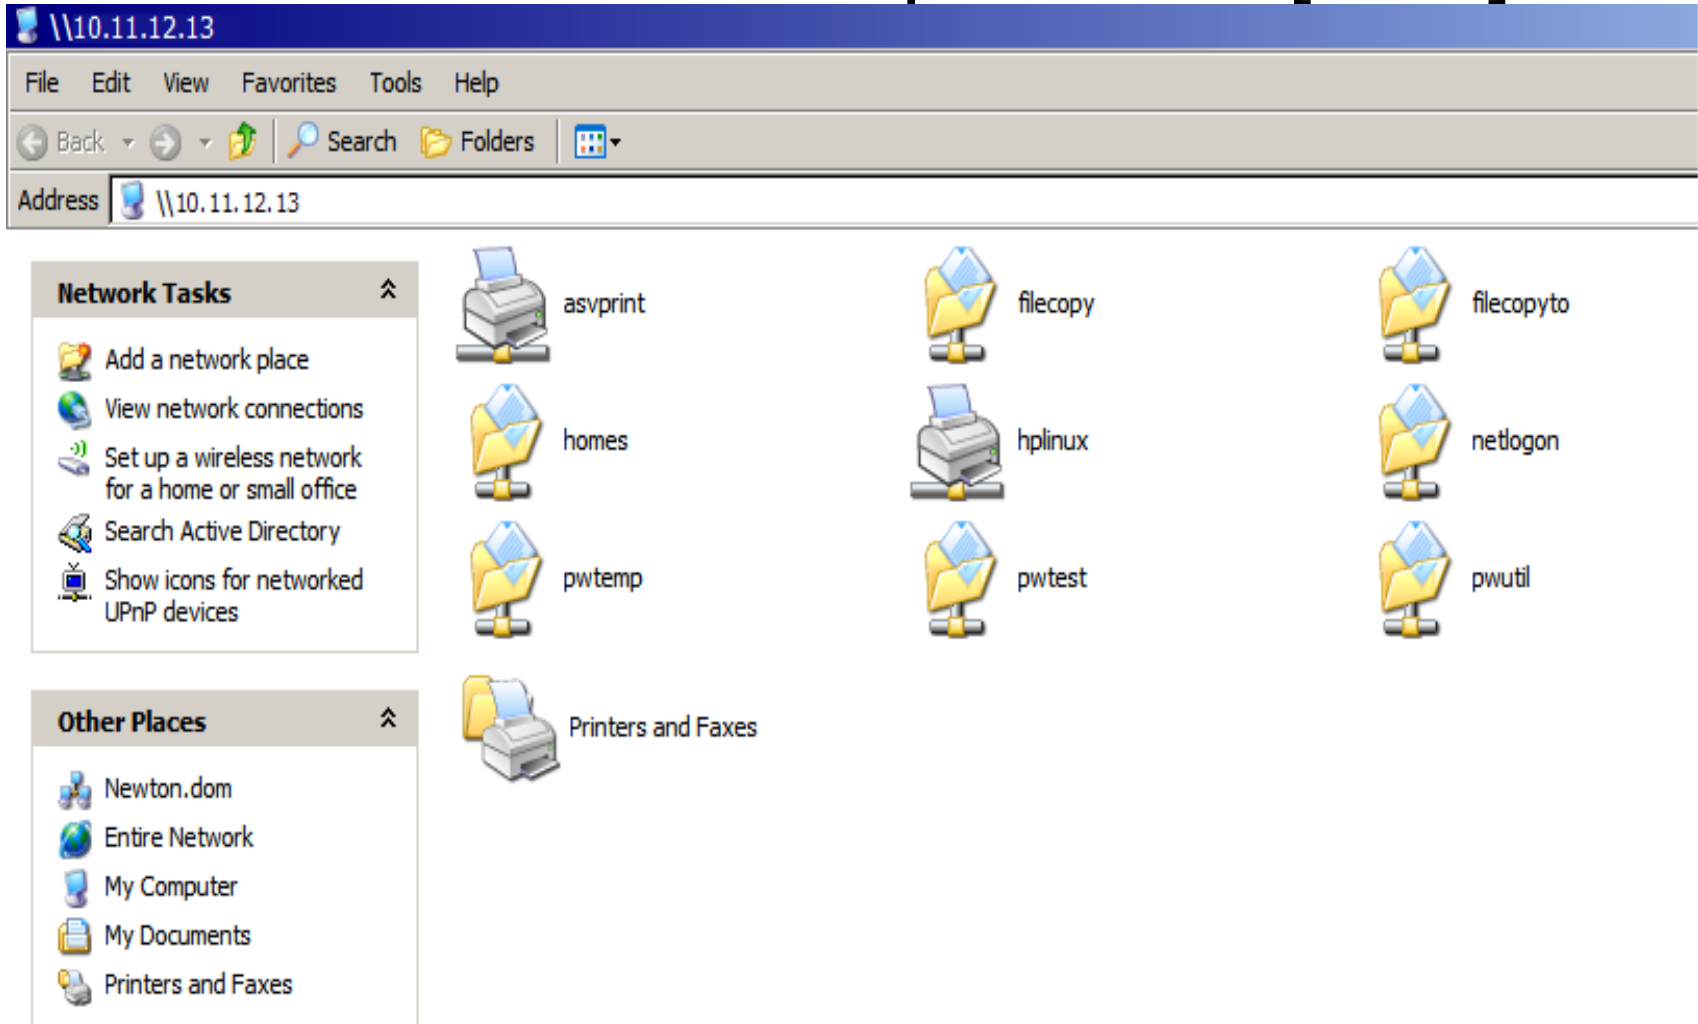 \\10.11.12.13
File Edit View Favorites Tools Help
Back Search Folders
Address \\10.11.12.13
Network Tasks
Add a network place
View network connections
Set up a wireless network
for a home or small office
Search Active Directory
Show icons for networked
UPnP devices
Other Places
Newton.dom
Entire Network
My Computer
My Documents
Printers and Faxes
asvprint filecopy filecopyto
homes hplinux netlogon
pwtemp pwtest pwutil
Printers and Faxes